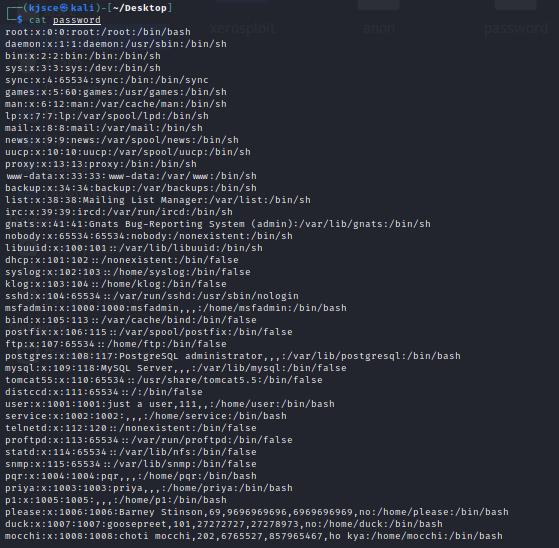 xerosploit anon password
(kjsce㉿kali)-[~/Desktop]
$ cat password
root:x:0:0:root:/root:/bin/bash
daemon:x:1:1:daemon:/usr/sbin:/bin/sh
bin:x:2:2:bin:/bin:/bin/sh
sys:x:3:3:sys:/dev:/bin/sh
sync:x:4:65534:sync:/bin:/bin/sync
games:x:5:60:games:/usr/games:/bin/sh
man:x:6:12:man:/var/cache/man:/bin/sh
lp:x:7:7:lp:/var/spool/lpd:/bin/sh
mail:x:8:8:mail:/var/mail:/bin/sh
news:x:9:9:news:/var/spool/news:/bin/sh
uucp:x:10:10:uucp:/var/spool/uucp:/bin/sh
proxy:x:13:13:proxy:/bin:/bin/sh
www-data:x:33:33:www-data:/var/www:/bin/sh
backup:x:34:34:backup:/var/backups:/bin/sh
list:x:38:38:Mailing List Manager:/var/list:/bin/sh
irc:x:39:39:ircd:/var/run/ircd:/bin/sh
gnats:x:41:41:Gnats Bug-Reporting System (admin):/var/lib/gnats:/bin/sh
nobody:x:65534:65534:nobody:/nonexistent:/bin/sh
libuuid:x:100:101::/var/lib/libuuid:/bin/sh
dhcp:x:101:102::/nonexistent:/bin/false
syslog:x:102:103::/home/syslog:/bin/false
klog:x:103:104::/home/klog:/bin/false
sshd:x:104:65534::/var/run/sshd:/usr/sbin/nologin
msfadmin:x:1000:1000:msfadmin,,,:/home/msfadmin:/bin/bash
bind:x:105:113::/var/cache/bind:/bin/false
postfix:x:106:115::/var/spool/postfix:/bin/false
ftp:x:107:65534::/home/ftp:/bin/false
postgres:x:108:117:PostgreSQL administrator,,,:/var/lib/postgresql:/bin/bash
mysql:x:109:118:MySQL Server,,,:/var/lib/mysql:/bin/false
tomcat55:x:110:65534::/usr/share/tomcat5.5:/bin/false
distccd:x:111:65534::/:/bin/false
user:x:1001:1001:just a user,111,,:/home/user:/bin/bash
service:x:1002:1002:,,,:/home/service:/bin/bash
telnetd:x:112:120::/nonexistent:/bin/false
proftpd:x:113:65534::/var/run/proftpd:/bin/false
statd:x:114:65534::/var/lib/nfs:/bin/false
snmp:x:115:65534::/var/lib/snmp:/bin/false
pqr:x:1004:1004:pqr,,,:/home/pqr:/bin/bash
priya:x:1003:1003:priya,,,:/home/priya:/bin/bash
p1:x:1005:1005:,,,:/home/p1:/bin/bash
please:x:1006:1006:Barney Stinson,69,9696969696,6969696969,no:/home/please:/bin/bash
duck:x:1007:1007:goosepreet,101,27272727,27278973,no:/home/duck:/bin/bash
mocchi:x:1008:1008:choti mocchi,202,6765527,857965467,ho kya:/home/mocchi:/bin/bash